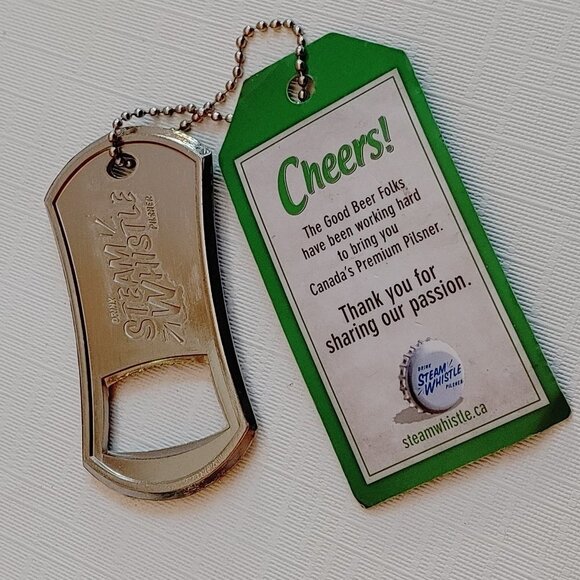 DRINK
STEAM
WHISTLE
PILSNER
Cheers!
The Good Beer Folks
have been working hard
to bring you
Canada's Premium Pilsner.
Thank you for
sharing our passion.
DRINK
STEAM
WHISTLE
PILSNER
steamwhistle.ca